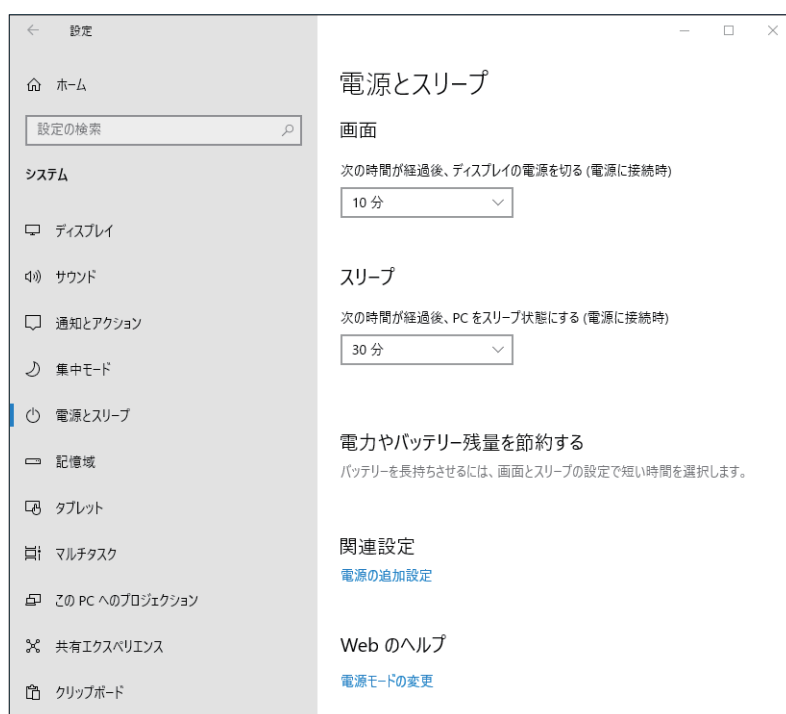 設定
ホーム
設定の検索
システム
ディスプレイ
サウンド
通知とアクション
集中モード
電源とスリープ
記憶域
タブレット
マルチタスク
この PC へのプロジェクション
共有エクスペリエンス
クリップボード
電源とスリープ
画面
次の時間が経過後、ディスプレイの電源を切る (電源に接続時)
10 分
スリープ
次の時間が経過後、PC をスリープ状態にする (電源に接続時)
30 分
電力やバッテリー残量を節約する
バッテリーを長持ちさせるには、画面とスリープの設定で短い時間を選択します。
関連設定
電源の追加設定
Web のヘルプ
電源モードの変更